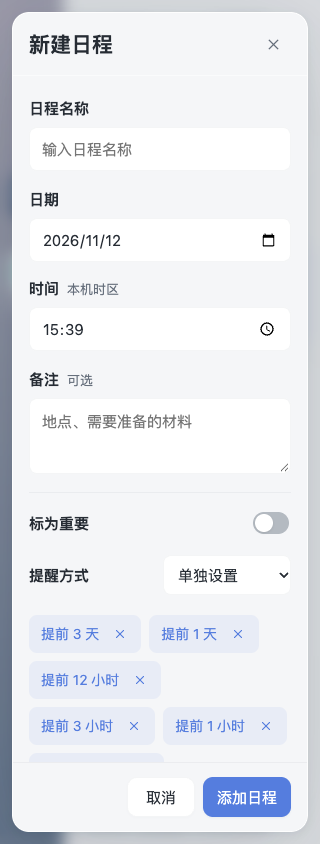 新建日程
日程名称
输入日程名称
日期
2026/11/12
时间 本机时区
15:39
备注 可选
地点、需要准备的材料
标为重要
提醒方式 单独设置
提前 3 天 × 提前 1 天 ×
提前 12 小时 ×
提前 3 小时 × 提前 1 小时 ×
取消 添加日程